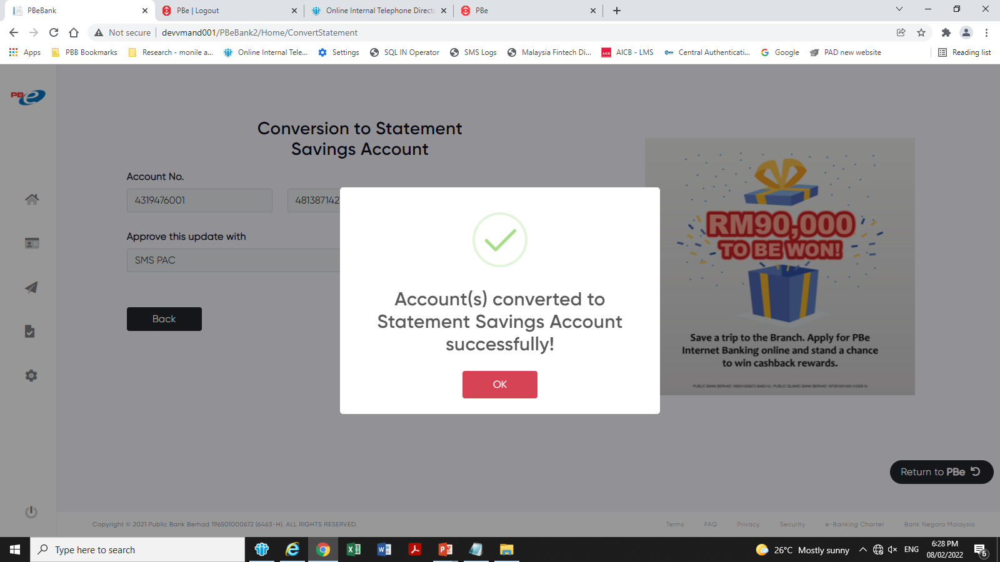 PBeBank
PBe | Logout
Online Internal Telephone Directo
PBe
Not secure
devvmand001/PBeBank2/Home/ConvertStatement
Apps
PBB Bookmarks
Research - monile a...
Online Internal Tele...
Settings
SQL IN Operator
SMS Logs
Malaysia Fintech Di...
AICB
AICB - LMS
Central Authenticati...
Google
PAD new website
Reading list
PBe
Conversion to Statement
Savings Account
Account No.
4319476001
481387142
Approve this update with
SMS PAC
Back
Account(s) converted to
Statement Savings Account
successfully!
OK
RM90,000
TO BE WON!
Save a trip to the Branch. Apply for PBe
Internet Banking online and stand a chance
to win cashback rewards.
Return to PBe
Copyright © 2021 Public Bank Berhad 196501000672 (6463-H). ALL RIGHTS RESERVED.
Terms
FAQ
Privacy
Security
e-Banking Charter
Bank Negara Malaysia
Type here to search
26°C Mostly sunny
ENG
6:28 PM
08/02/2022
6